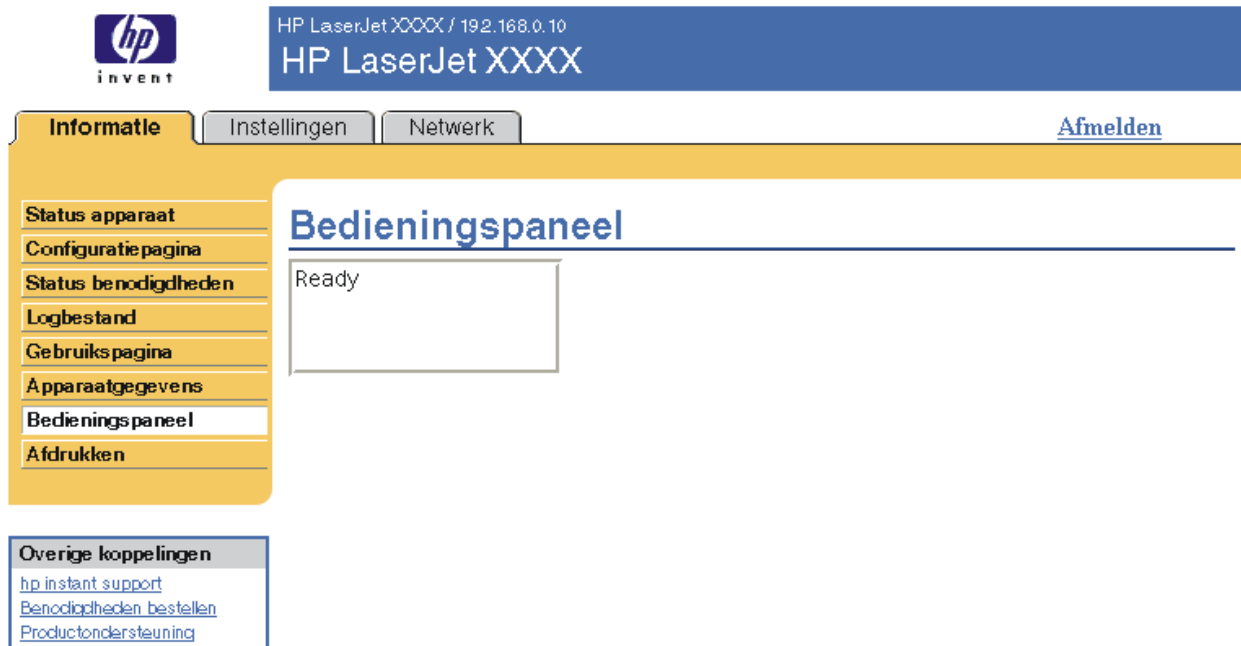 hp
invent
HP LaserJet XXXX / 192.168.0.10
HP LaserJet XXXX
Informatie
Instellingen
Netwerk
Afmelden
Status apparaat
Configuratiepagina
Status benodigdheden
Logbestand
Gebruikspagina
Apparaatgegevens
Bedieningspaneel
Afdrukken
Bedieningspaneel
Ready
Overige koppelingen
hp instant support
Benodigdheden bestellen
Productondersteuning